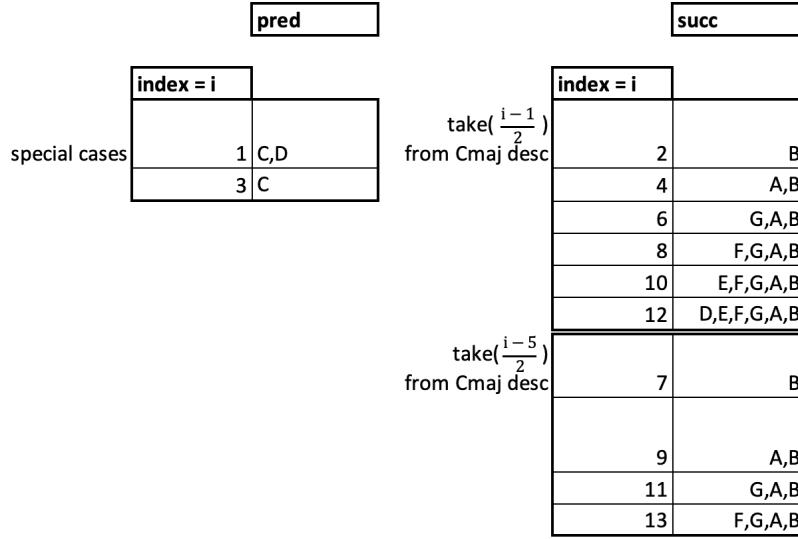 pred
succ
index = i
index = i
special cases
1 C,D
3 C
take( i − 1 / 2 )
from Cmaj desc
2 B
4 A,B
6 G,A,B
8 F,G,A,B
10 E,F,G,A,B
12 D,E,F,G,A,B
take( i − 5 / 2 )
from Cmaj desc
7 B
9 A,B
11 G,A,B
13 F,G,A,B